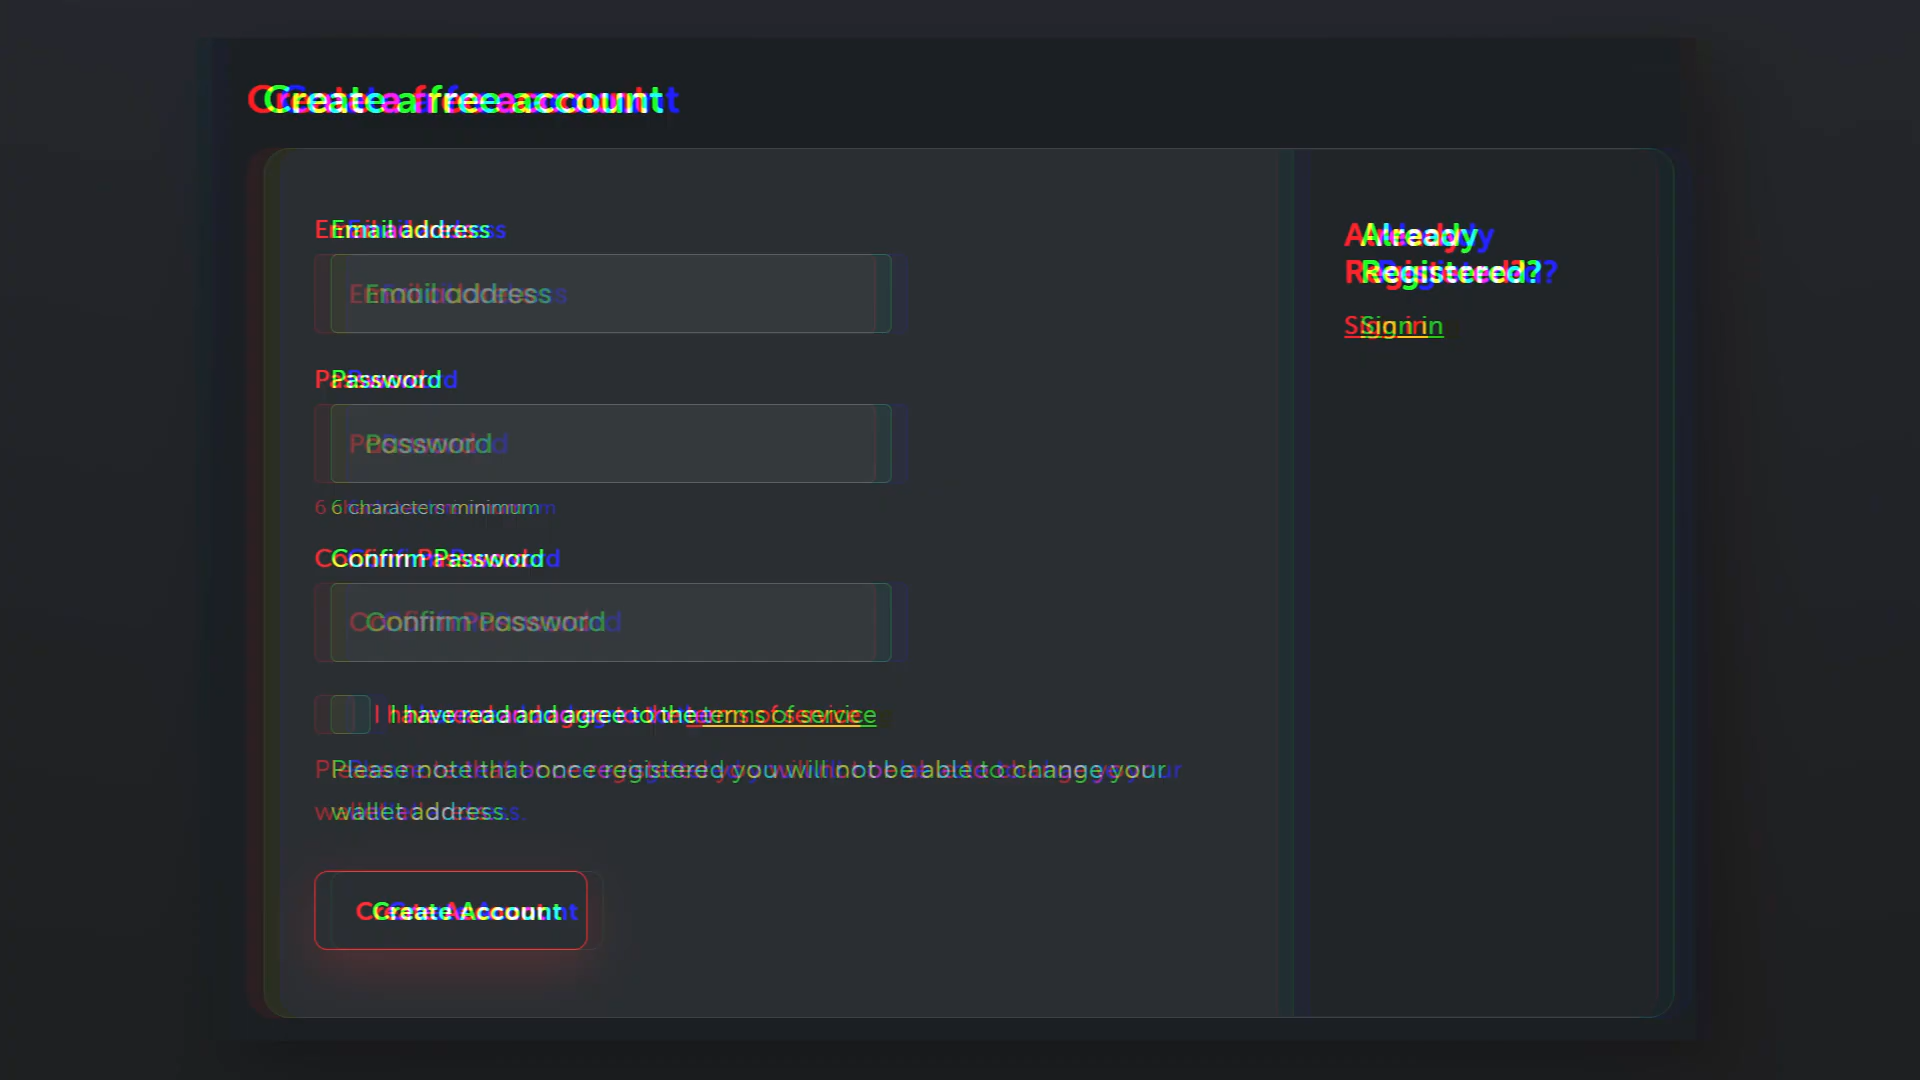 Create a free account
Email address
Email address
Password
Password
6 characters minimum
Confirm Password
Confirm Password
I have read and agree to the terms of service
Please note that once registered you will not be able to change your
wallet address.
Create Account
Already
Registered?
Sign in